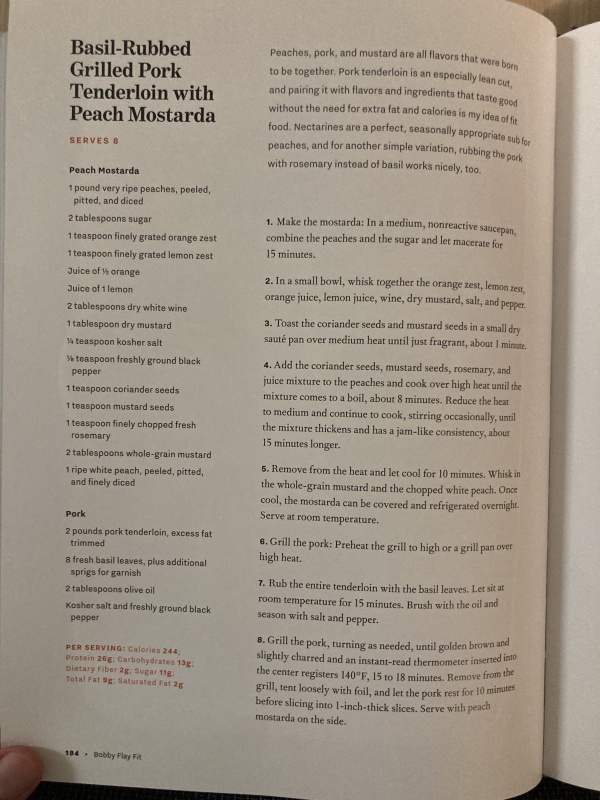 Basil-Rubbed
Grilled Pork
Tenderloin with
Peach Mostarda
SERVES 8
Peach Mostarda
1 pound very ripe peaches, peeled,
pitted, and diced
2 tablespoons sugar
1 teaspoon finely grated orange zest
1 teaspoon finely grated lemon zest
Juice of ½ orange
Juice of 1 lemon
2 tablespoons dry white wine
1 tablespoon dry mustard
¼ teaspoon kosher salt
⅛ teaspoon freshly ground black
pepper
1 teaspoon coriander seeds
1 teaspoon mustard seeds
1 teaspoon finely chopped fresh
rosemary
2 tablespoons whole-grain mustard
1 ripe white peach, peeled, pitted,
and finely diced
Pork
2 pounds pork tenderloin, excess fat
trimmed
8 fresh basil leaves, plus additional
sprigs for garnish
2 tablespoons olive oil
Kosher salt and freshly ground black
pepper
PER SERVING: Calories 244;
Protein 26g; Carbohydrates 13g;
Dietary Fiber 2g; Sugar 11g;
Total Fat 9g; Saturated Fat 2g
Peaches, pork, and mustard are all flavors that were born
to be together. Pork tenderloin is an especially lean cut,
and pairing it with flavors and ingredients that taste good
without the need for extra fat and calories is my idea of fit
food. Nectarines are a perfect, seasonally appropriate sub for
peaches, and for another simple variation, rubbing the pork
with rosemary instead of basil works nicely, too.
1. Make the mostarda: In a medium, nonreactive saucepan,
combine the peaches and the sugar and let macerate for
15 minutes.
2. In a small bowl, whisk together the orange zest, lemon zest,
orange juice, lemon juice, wine, dry mustard, salt, and pepper.
3. Toast the coriander seeds and mustard seeds in a small dry
sauté pan over medium heat until just fragrant, about 1 minute.
4. Add the coriander seeds, mustard seeds, rosemary, and
juice mixture to the peaches and cook over high heat until the
mixture comes to a boil, about 8 minutes. Reduce the heat
to medium and continue to cook, stirring occasionally, until
the mixture thickens and has a jam-like consistency, about
15 minutes longer.
5. Remove from the heat and let cool for 10 minutes. Whisk in
the whole-grain mustard and the chopped white peach. Once
cool, the mostarda can be covered and refrigerated overnight.
Serve at room temperature.
6. Grill the pork: Preheat the grill to high or a grill pan over
high heat.
7. Rub the entire tenderloin with the basil leaves. Let sit at
room temperature for 15 minutes. Brush with the oil and
season with salt and pepper.
8. Grill the pork, turning as needed, until golden brown and
slightly charred and an instant-read thermometer inserted into
the center registers 140°F, 15 to 18 minutes. Remove from the
grill, tent loosely with foil, and let the pork rest for 10 minutes
before slicing into 1-inch-thick slices. Serve with peach
mostarda on the side.
194 • Bobby Flay Fit